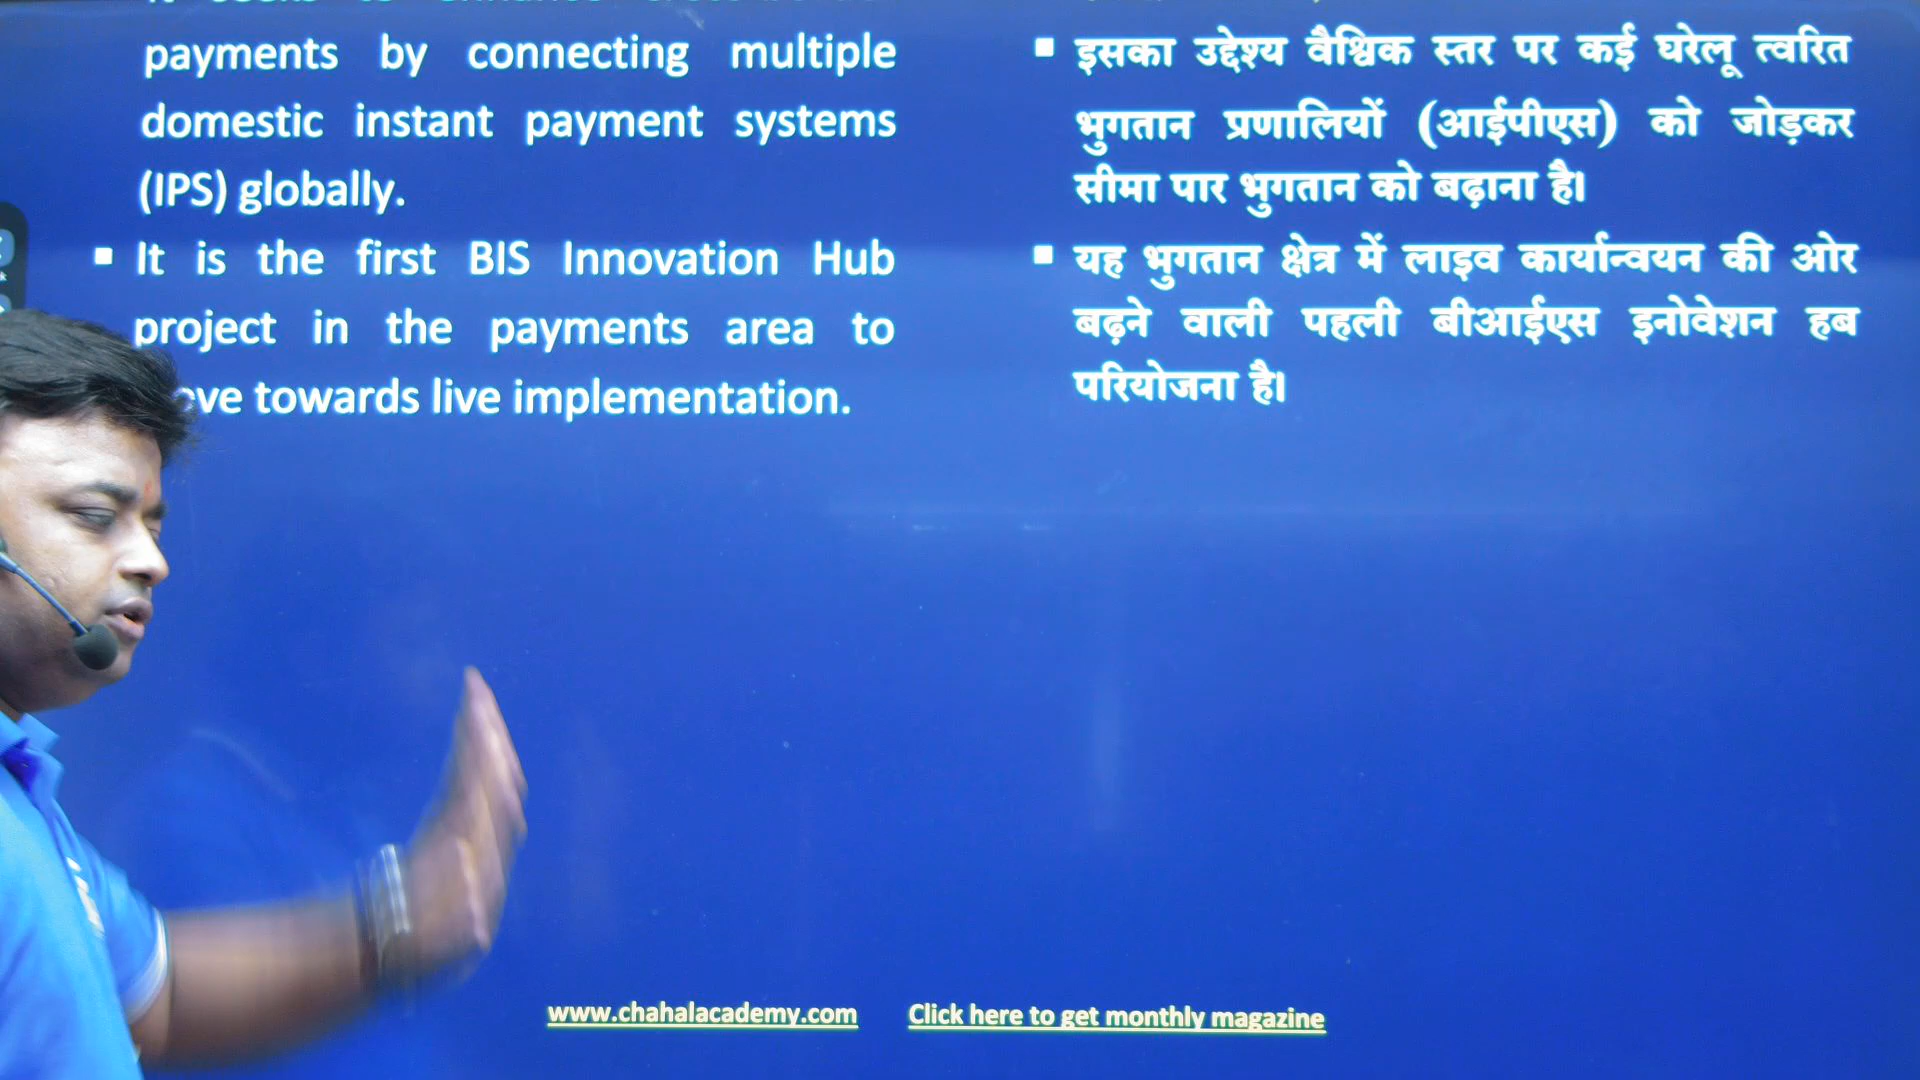 payments by connecting multiple
domestic instant payment systems
(IPS) globally.
▪ It is the first BIS Innovation Hub
project in the payments area to
ove towards live implementation.
▪ इसका उद्देश्य वैश्विक स्तर पर कई घरेलू त्वरित
भुगतान प्रणालियों (आईपीएस) को जोड़कर
सीमा पार भुगतान को बढ़ाना है।
▪ यह भुगतान क्षेत्र में लाइव कार्यान्वयन की ओर
बढ़ने वाली पहली बीआईएस इनोवेशन हब
परियोजना है।
www.chahalacademy.com
Click here to get monthly magazine